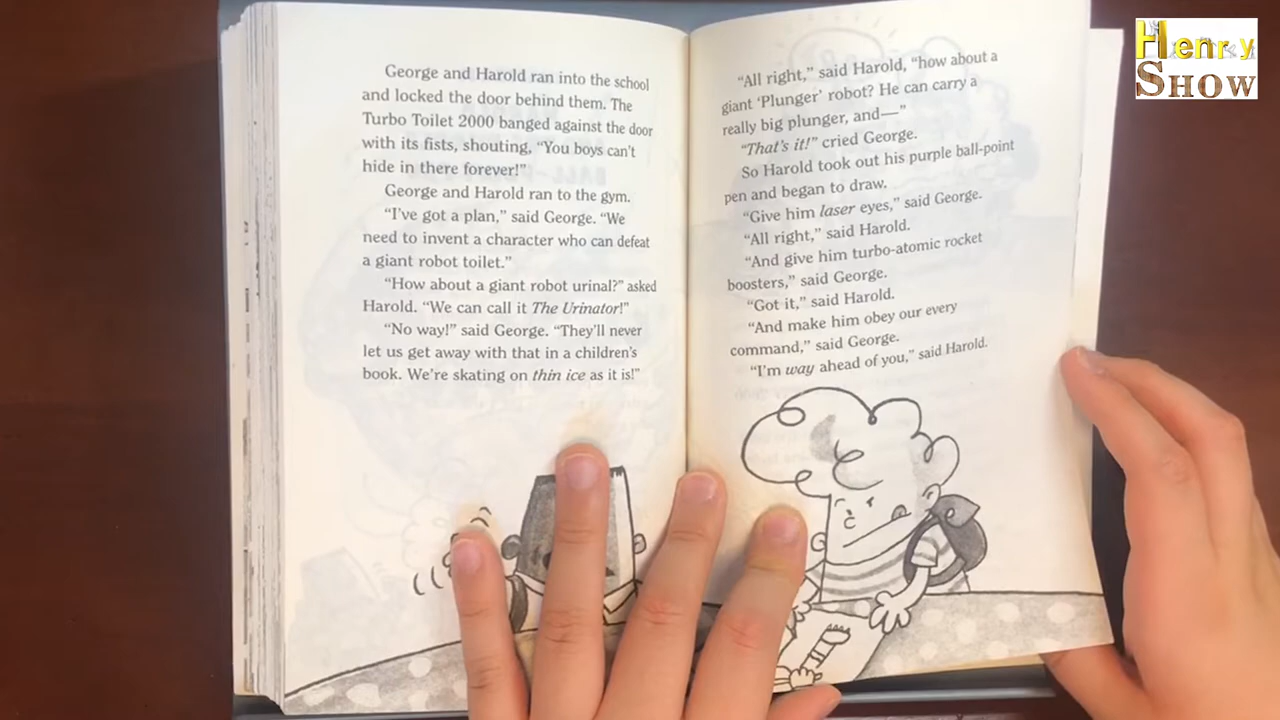 George and Harold ran into the school
and locked the door behind them. The
Turbo Toilet 2000 banged against the door
with its fists, shouting, “You boys can’t
hide in there forever!”
George and Harold ran to the gym.
“I’ve got a plan,” said George. “We
need to invent a character who can defeat
a giant robot toilet.”
“How about a giant robot urinal?” asked
Harold. “We can call it The Urinator!”
“No way!” said George. “They’ll never
let us get away with that in a children’s
book. We’re skating on thin ice as it is!”
“All right,” said Harold, “how about a
giant ‘Plunger’ robot? He can carry a
really big plunger, and—”
“That’s it!” cried George.
So Harold took out his purple ball-point
pen and began to draw.
“Give him laser eyes,” said George.
“All right,” said Harold.
“And give him turbo-atomic rocket
boosters,” said George.
“Got it,” said Harold.
“And make him obey our every
command,” said George.
“I’m way ahead of you,” said Harold.
Henry
SHOW